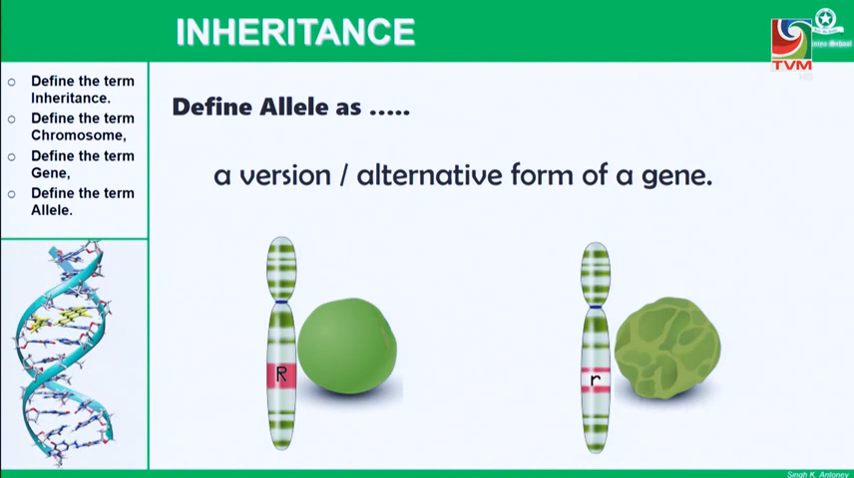 INHERITANCE
TVM
HD
Define the term
Inheritance.
Define the term
Chromosome,
Define the term
Gene,
Define the term
Allele.
Define Allele as .....
a version / alternative form of a gene.
R
r
Singh K. Antoney